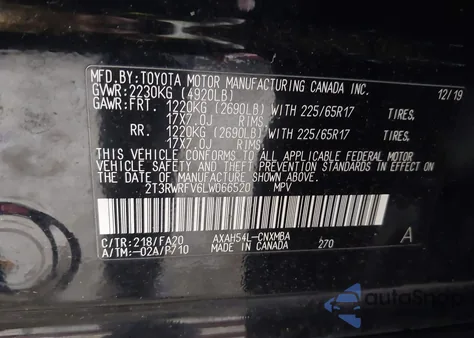 MFD.BY:TOYOTA MOTOR MANUFACTURING CANADA INC.
GVWR:2230KG (4920LB) 12/19
GAWR:FRT. 1220KG (2690LB) WITH 225/65R17 TIRES,
17X7.0J RIMS,
RR. 1220KG (2690LB) WITH 225/65R17 TIRES,
17X7.0J RIMS,
THIS VEHICLE CONFORMS TO ALL APPLICABLE FEDERAL MOTOR
VEHICLE SAFETY AND THEFT PREVENTION STANDARDS IN EFFECT ON
THE DATE OF MANUFACTURE SHOWN ABOVE.
2T3RWRFV6LW066520 MPV
C/TR:218/FA20 AXAH54L-CNXMBA A
A/TM:-02A/P710 MADE IN CANADA 270
autoSnap